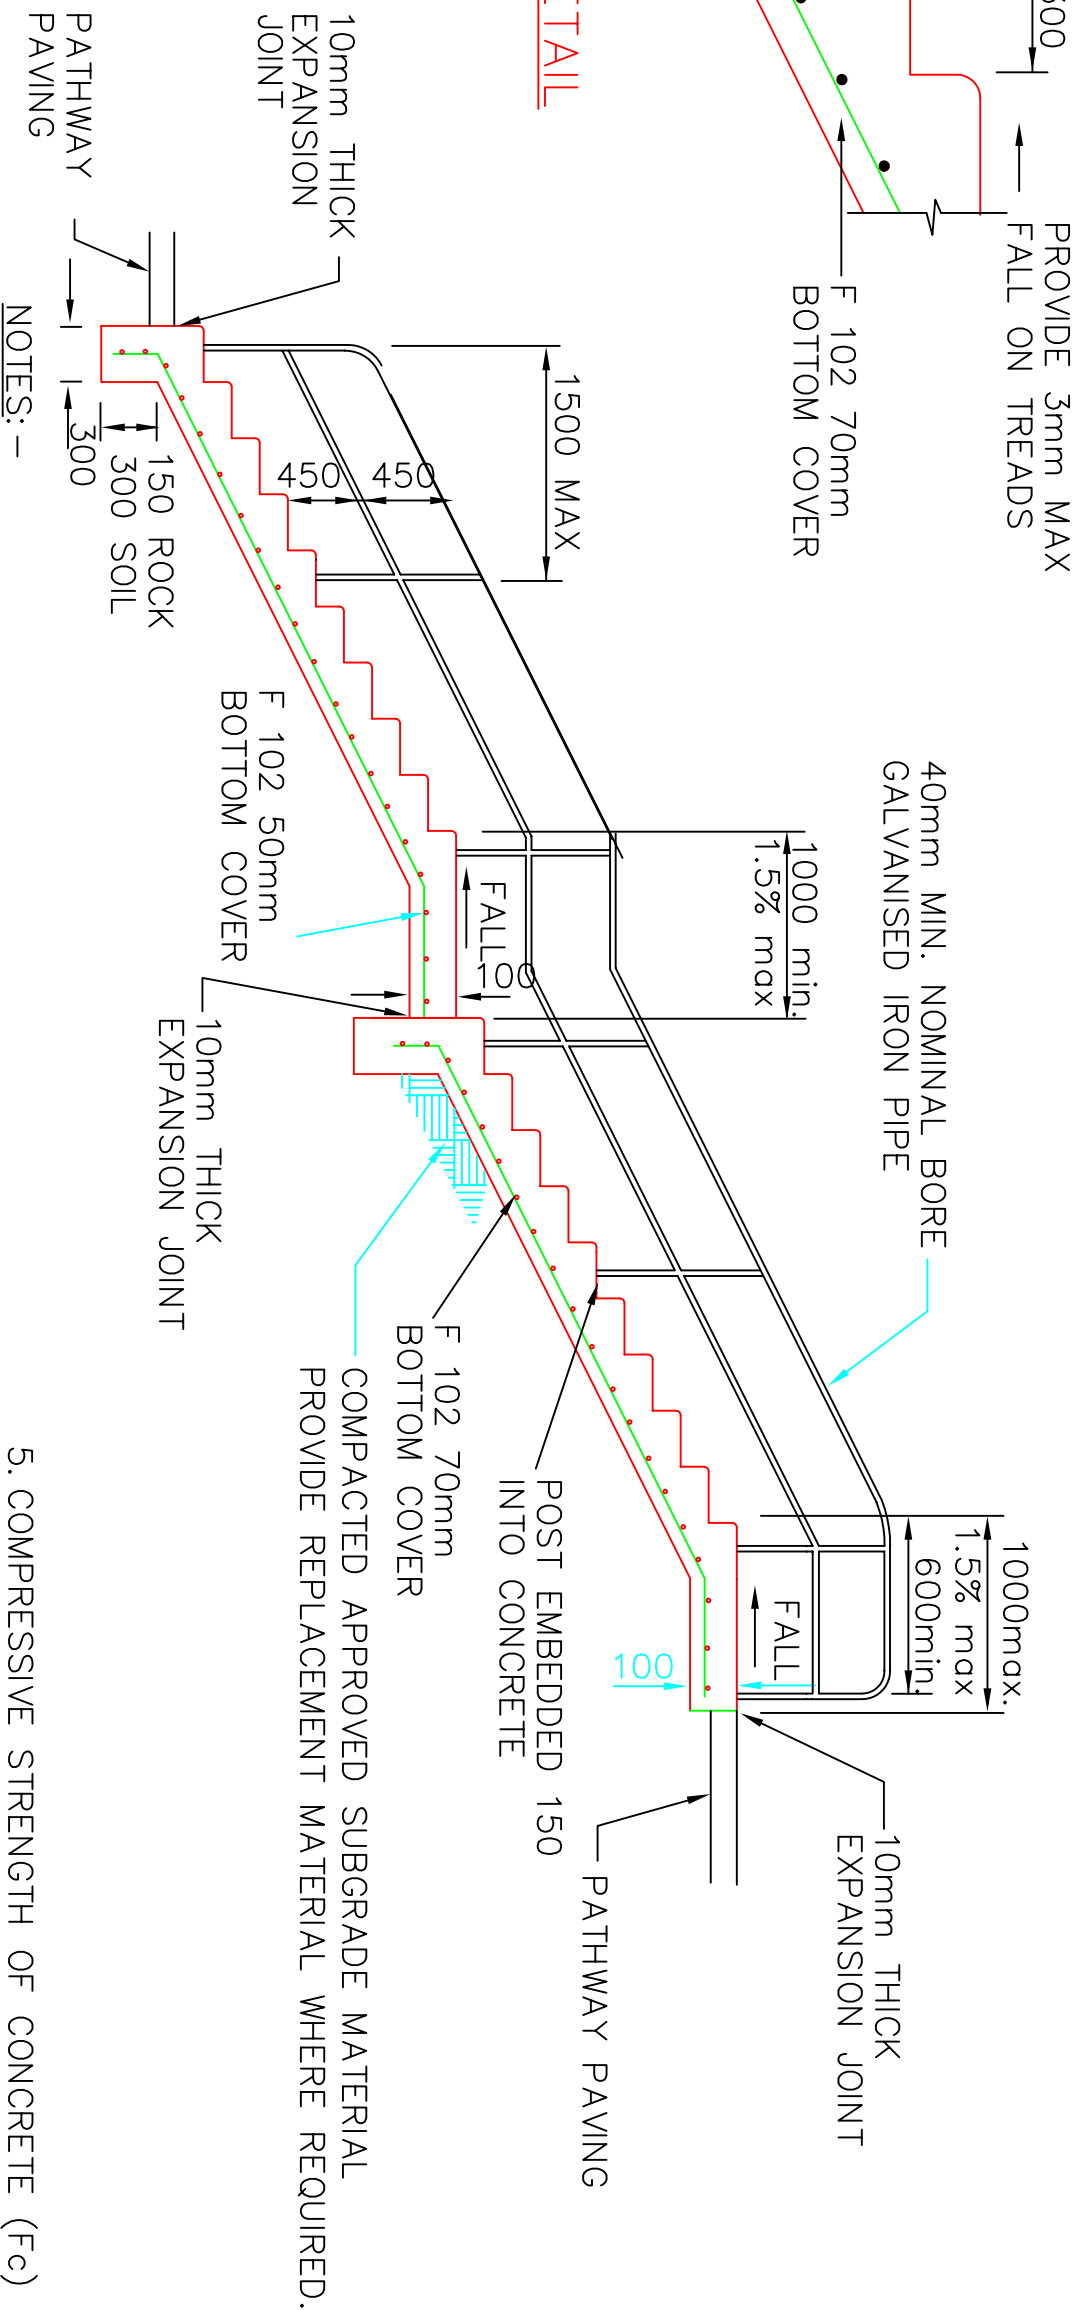 300
PROVIDE 3mm MAX
FALL ON TREADS
F 102 70mm
BOTTOM COVER
ETAIL
40mm MIN. NOMINAL BORE
GALVANISED IRON PIPE
1000max.
1.5% max
600min.
1000 min.
1.5% max
1500 MAX
450
450
FALL
100
FALL
100
10mm THICK
EXPANSION JOINT
PATHWAY PAVING
POST EMBEDDED 150
INTO CONCRETE
F 102 70mm
BOTTOM COVER
COMPACTED APPROVED SUBGRADE MATERIAL
PROVIDE REPLACEMENT MATERIAL WHERE REQUIRED.
10mm THICK
EXPANSION
JOINT
F 102 50mm
BOTTOM COVER
10mm THICK
EXPANSION JOINT
150 ROCK
300 SOIL
300
PATHWAY
PAVING
NOTES:-
5. COMPRESSIVE STRENGTH OF CONCRETE (Fc)